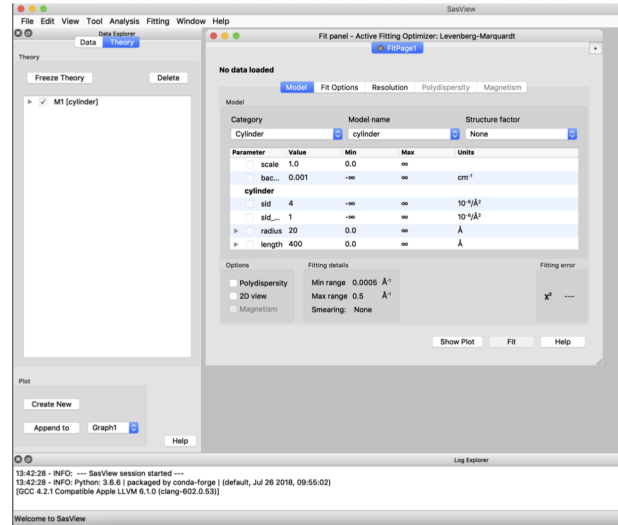 SasView
File Edit View Tool Analysis Fitting Window Help
Data Explorer
Data Theory
Theory
Freeze Theory Delete
M1 [cylinder]
Plot
Create New
Append to Graph1
Help
Fit panel - Active Fitting Optimizer: Levenberg-Marquardt
FitPage1
+
No data loaded
Model Fit Options Resolution Polydispersity Magnetism
Model
Category Model name Structure factor
Cylinder cylinder None
Parameter Value Min Max Units
scale 1.0 0.0 ∞
bac... 0.001 -∞ ∞ cm⁻¹
cylinder
sld 4 -∞ ∞ 10⁻⁶/Å²
sld_... 1 -∞ ∞ 10⁻⁶/Å²
radius 20 0.0 ∞ Å
length 400 0.0 ∞ Å
Options Fitting details Fitting error
Polydispersity Min range 0.0005 Å⁻¹
2D view Max range 0.5 Å⁻¹ χ² ---
Magnetism Smearing: None
Show Plot Fit Help
Log Explorer
13:42:28 - INFO: --- SasView session started ---
13:42:28 - INFO: Python: 3.6.6 | packaged by conda-forge | (default, Jul 26 2018, 09:55:02)
[GCC 4.2.1 Compatible Apple LLVM 6.1.0 (clang-602.0.53)]
Welcome to SasView